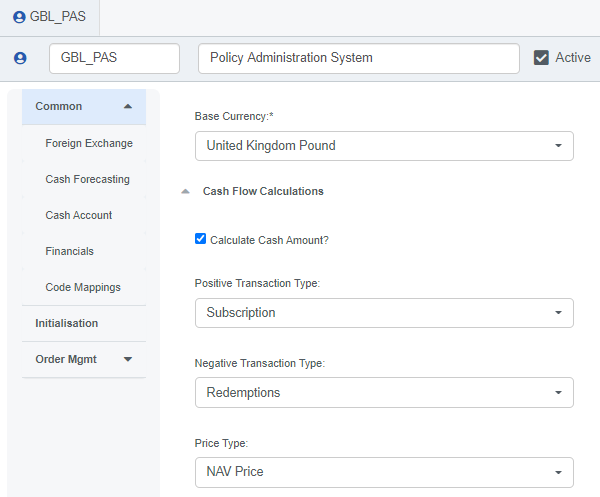 GBL_PAS
GBL_PAS
Policy Administration System
Active
Common
Foreign Exchange
Cash Forecasting
Cash Account
Financials
Code Mappings
Initialisation
Order Mgmt
Base Currency:*
United Kingdom Pound
Cash Flow Calculations
Calculate Cash Amount?
Positive Transaction Type:
Subscription
Negative Transaction Type:
Redemptions
Price Type:
NAV Price